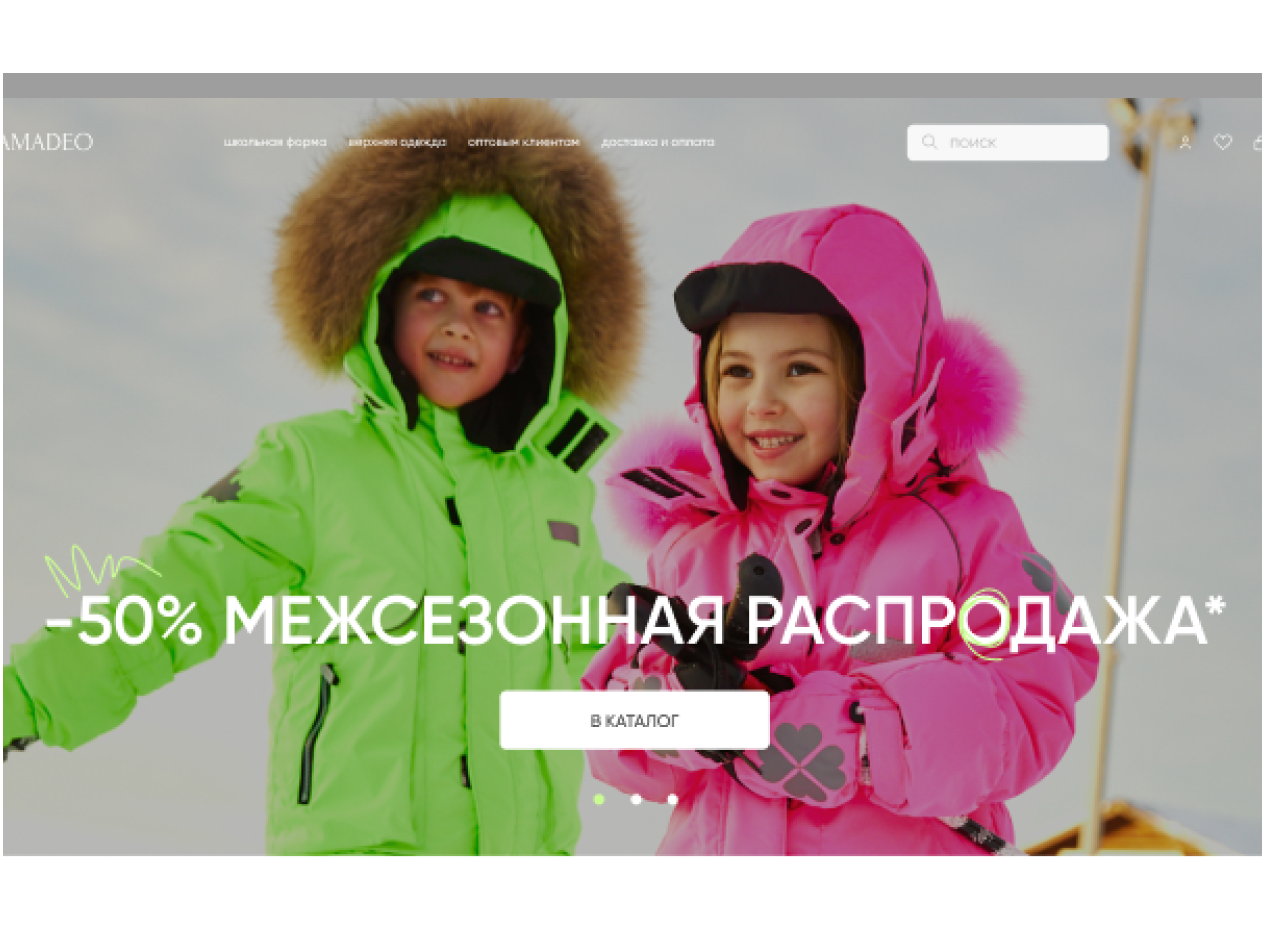 AMADEO
школьная форма верхняя одежда оптовым клиентам доставка и оплата
ПОИСК
-50% МЕЖСЕЗОННАЯ РАСПРОДАЖА*
В КАТАЛОГ